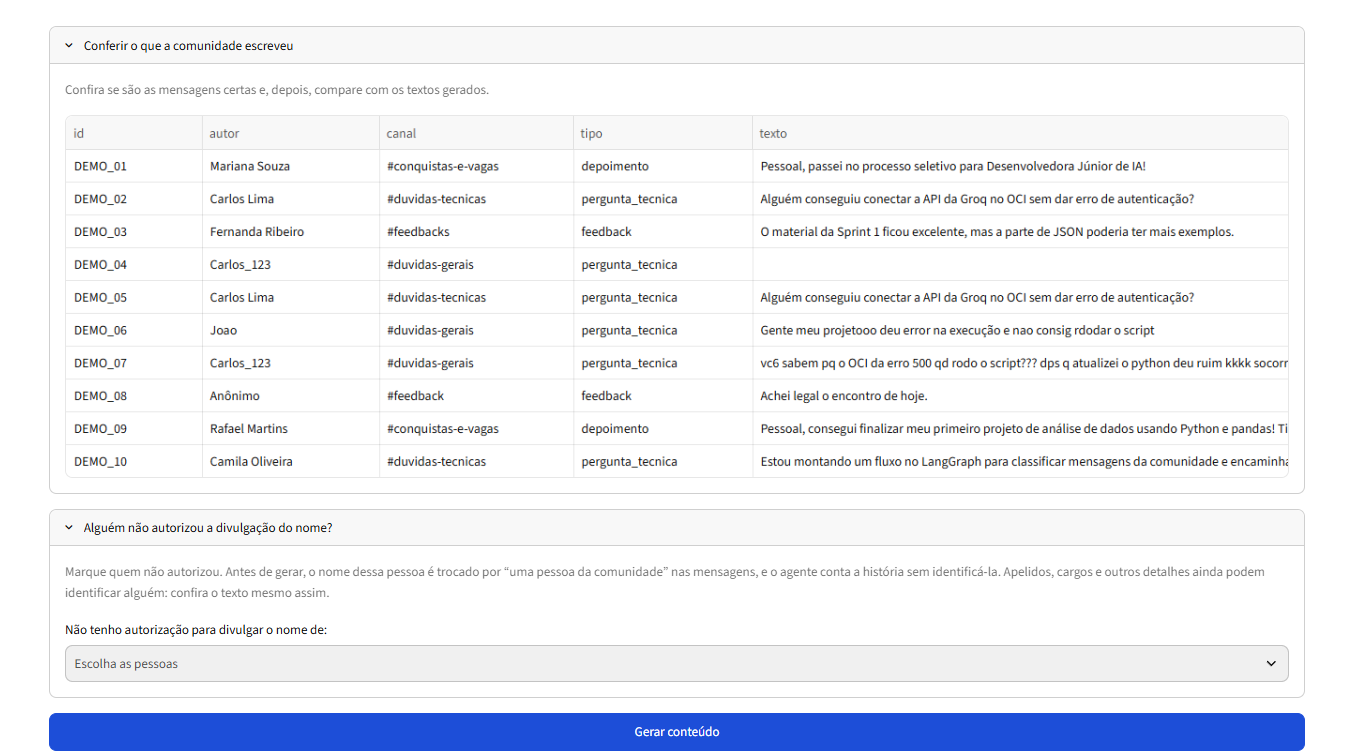 Conferir o que a comunidade escreveu
Confira se são as mensagens certas e, depois, compare com os textos gerados.
id autor canal tipo texto
DEMO_01 Mariana Souza #conquistas-e-vagas depoimento Pessoal, passei no processo seletivo para Desenvolvedora Júnior de IA!
DEMO_02 Carlos Lima #duvidas-tecnicas pergunta_tecnica Alguém conseguiu conectar a API da Groq no OCI sem dar erro de autenticação?
DEMO_03 Fernanda Ribeiro #feedbacks feedback O material da Sprint 1 ficou excelente, mas a parte de JSON poderia ter mais exemplos.
DEMO_04 Carlos_123 #duvidas-gerais pergunta_tecnica
DEMO_05 Carlos Lima #duvidas-tecnicas pergunta_tecnica Alguém conseguiu conectar a API da Groq no OCI sem dar erro de autenticação?
DEMO_06 Joao #duvidas-gerais pergunta_tecnica Gente meu projetooo deu error na execução e nao consig rdodar o script
DEMO_07 Carlos_123 #duvidas-gerais pergunta_tecnica vc6 sabem pq o OCI da erro 500 qd rodo o script??? dps q atualizei o python deu ruim kkkk socorr
DEMO_08 Anônimo #feedback feedback Achei legal o encontro de hoje.
DEMO_09 Rafael Martins #conquistas-e-vagas depoimento Pessoal, consegui finalizar meu primeiro projeto de análise de dados usando Python e pandas! Ti
DEMO_10 Camila Oliveira #duvidas-tecnicas pergunta_tecnica Estou montando um fluxo no LangGraph para classificar mensagens da comunidade e encaminha
Alguém não autorizou a divulgação do nome?
Marque quem não autorizou. Antes de gerar, o nome dessa pessoa é trocado por “uma pessoa da comunidade” nas mensagens, e o agente conta a história sem identificá-la. Apelidos, cargos e outros detalhes ainda podem
identificar alguém: confira o texto mesmo assim.
Não tenho autorização para divulgar o nome de:
Escolha as pessoas
Gerar conteúdo